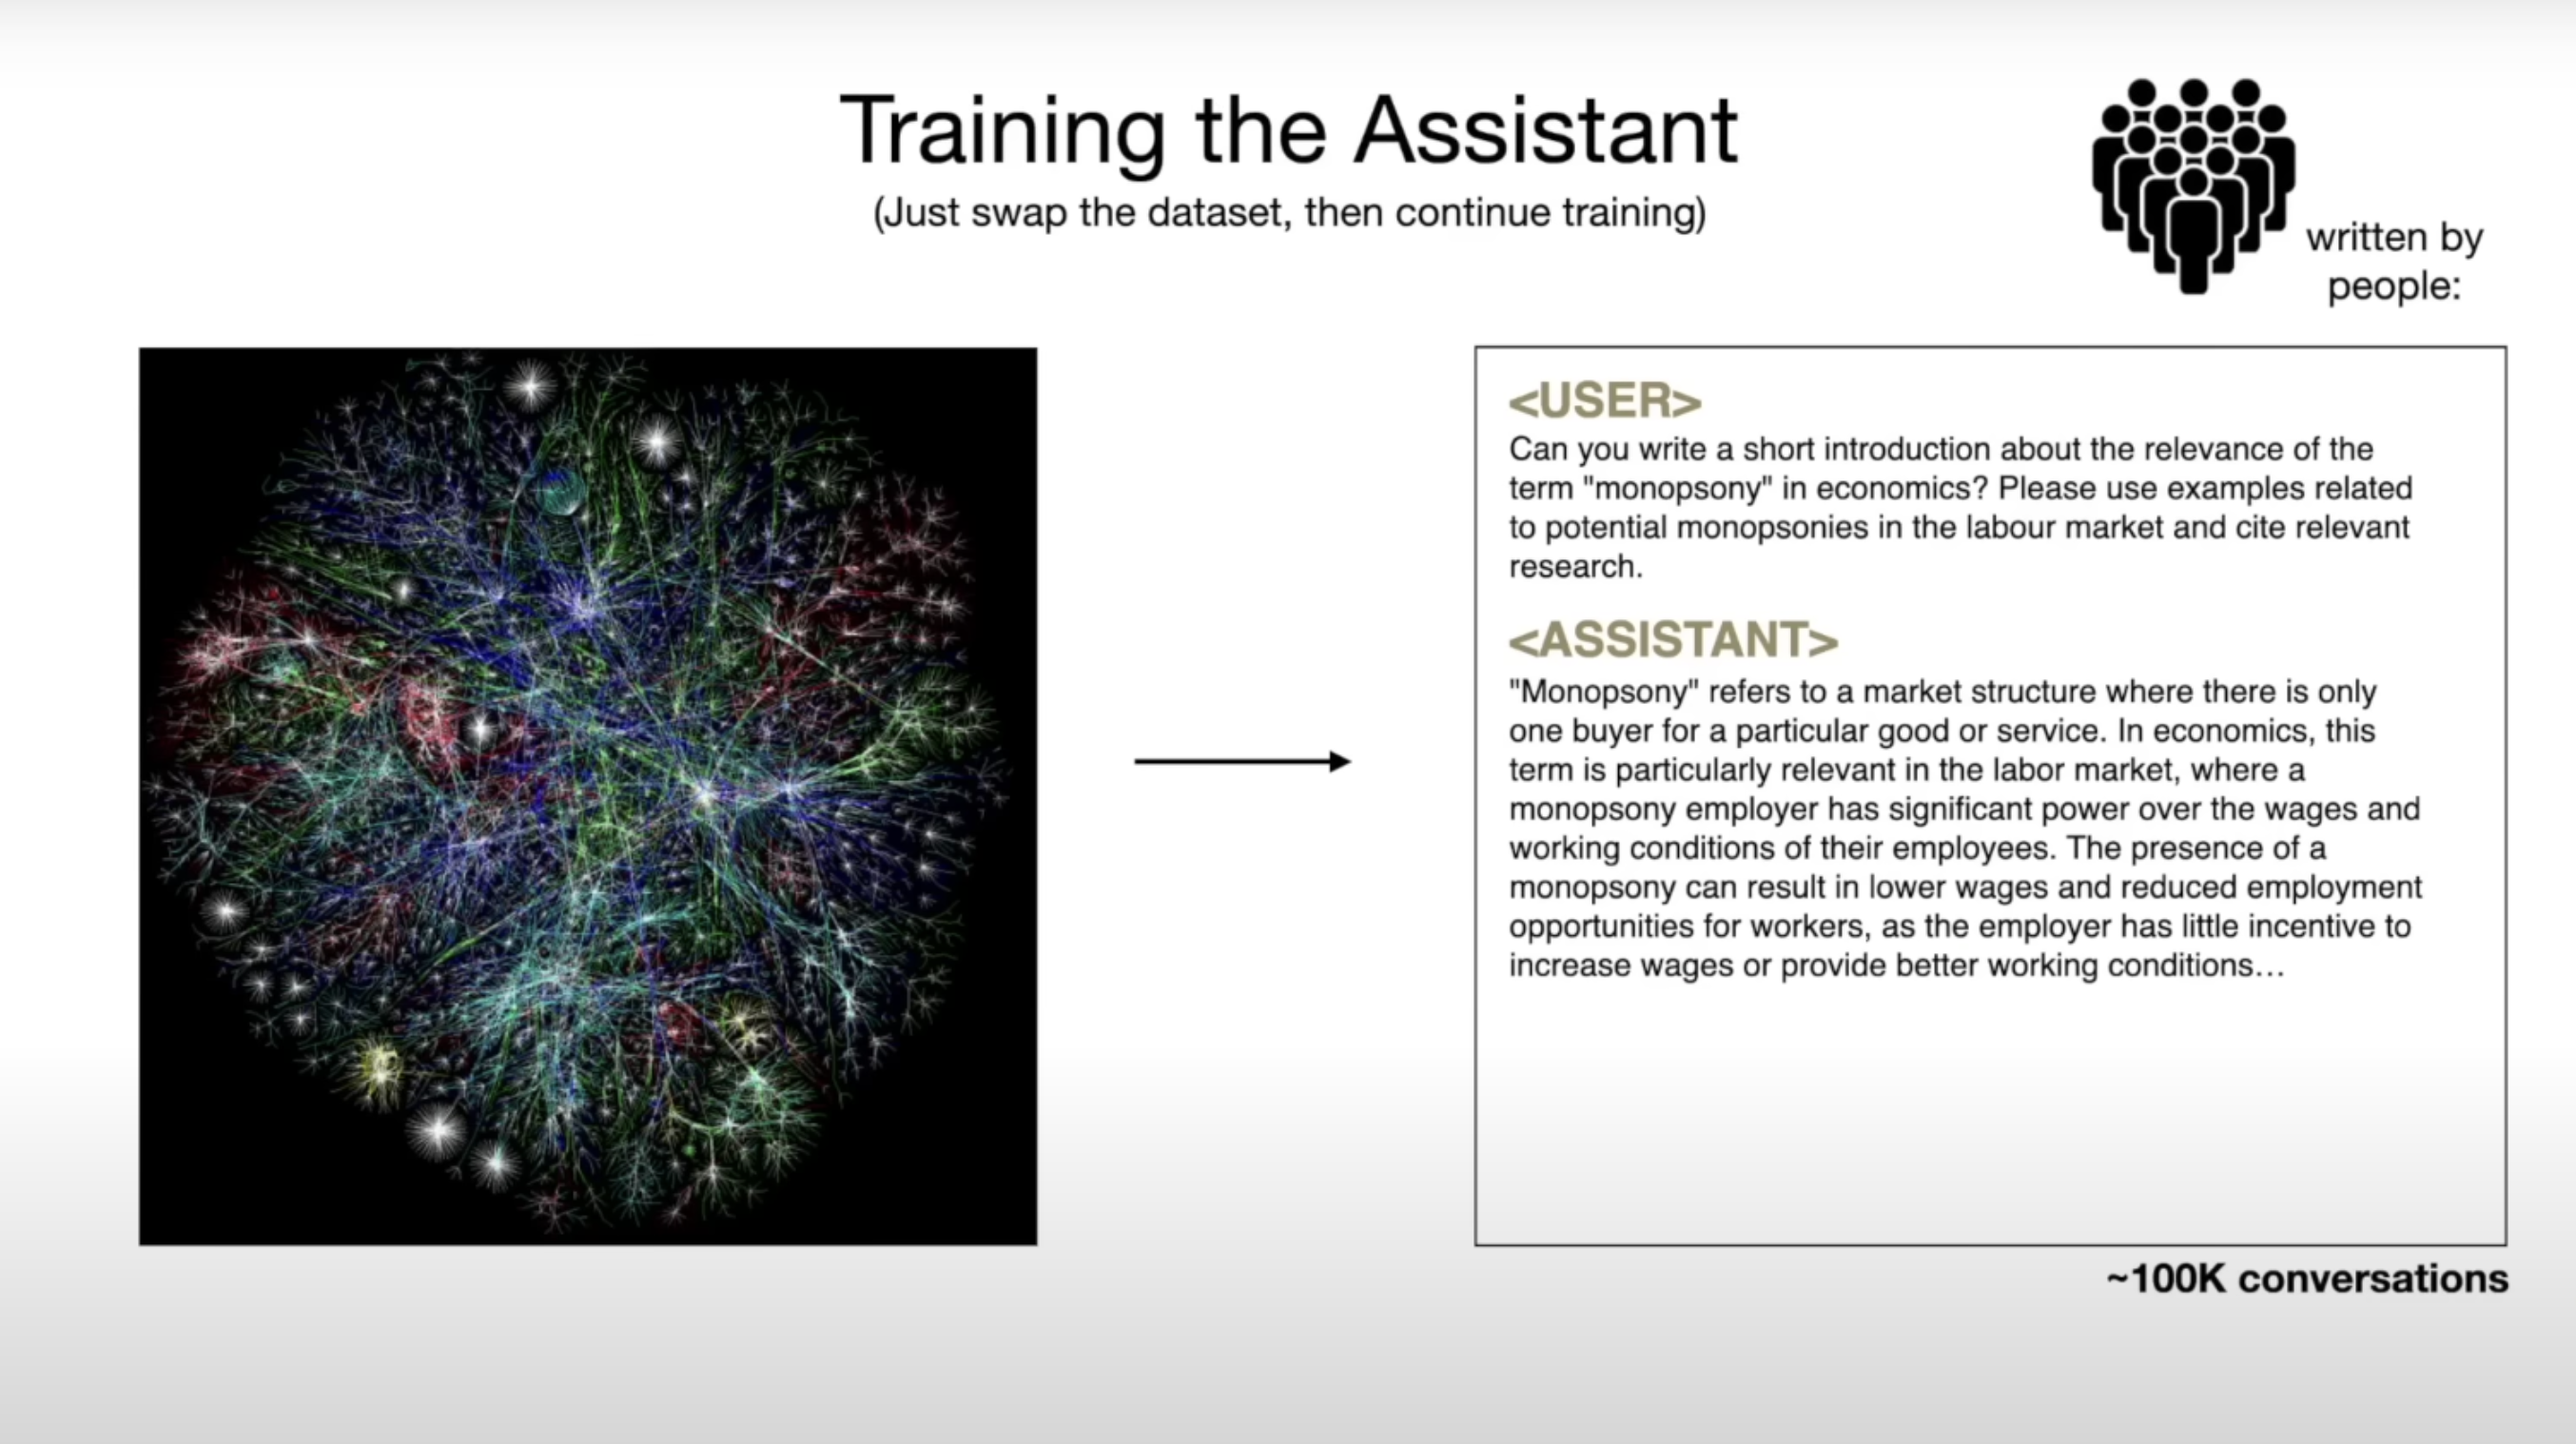 Training the Assistant
(Just swap the dataset, then continue training)
written by
people:
<USER>
Can you write a short introduction about the relevance of the
term "monopsony" in economics? Please use examples related
to potential monopsonies in the labour market and cite relevant
research.
<ASSISTANT>
"Monopsony" refers to a market structure where there is only
one buyer for a particular good or service. In economics, this
term is particularly relevant in the labor market, where a
monopsony employer has significant power over the wages and
working conditions of their employees. The presence of a
monopsony can result in lower wages and reduced employment
opportunities for workers, as the employer has little incentive to
increase wages or provide better working conditions…
~100K conversations